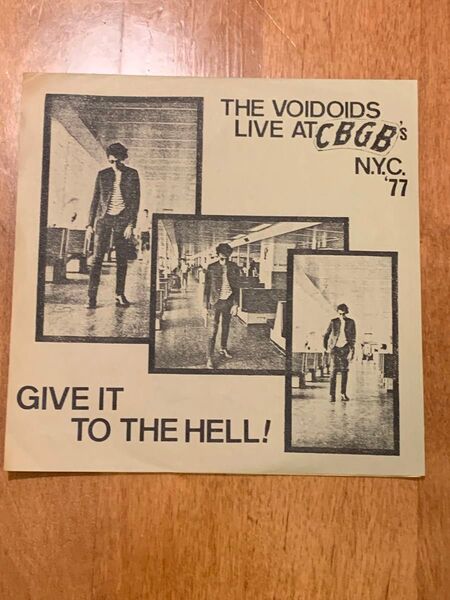 THE VOIDOIDS
LIVE AT CBGB's
N.Y.C.
'77
GIVE IT
TO THE HELL!